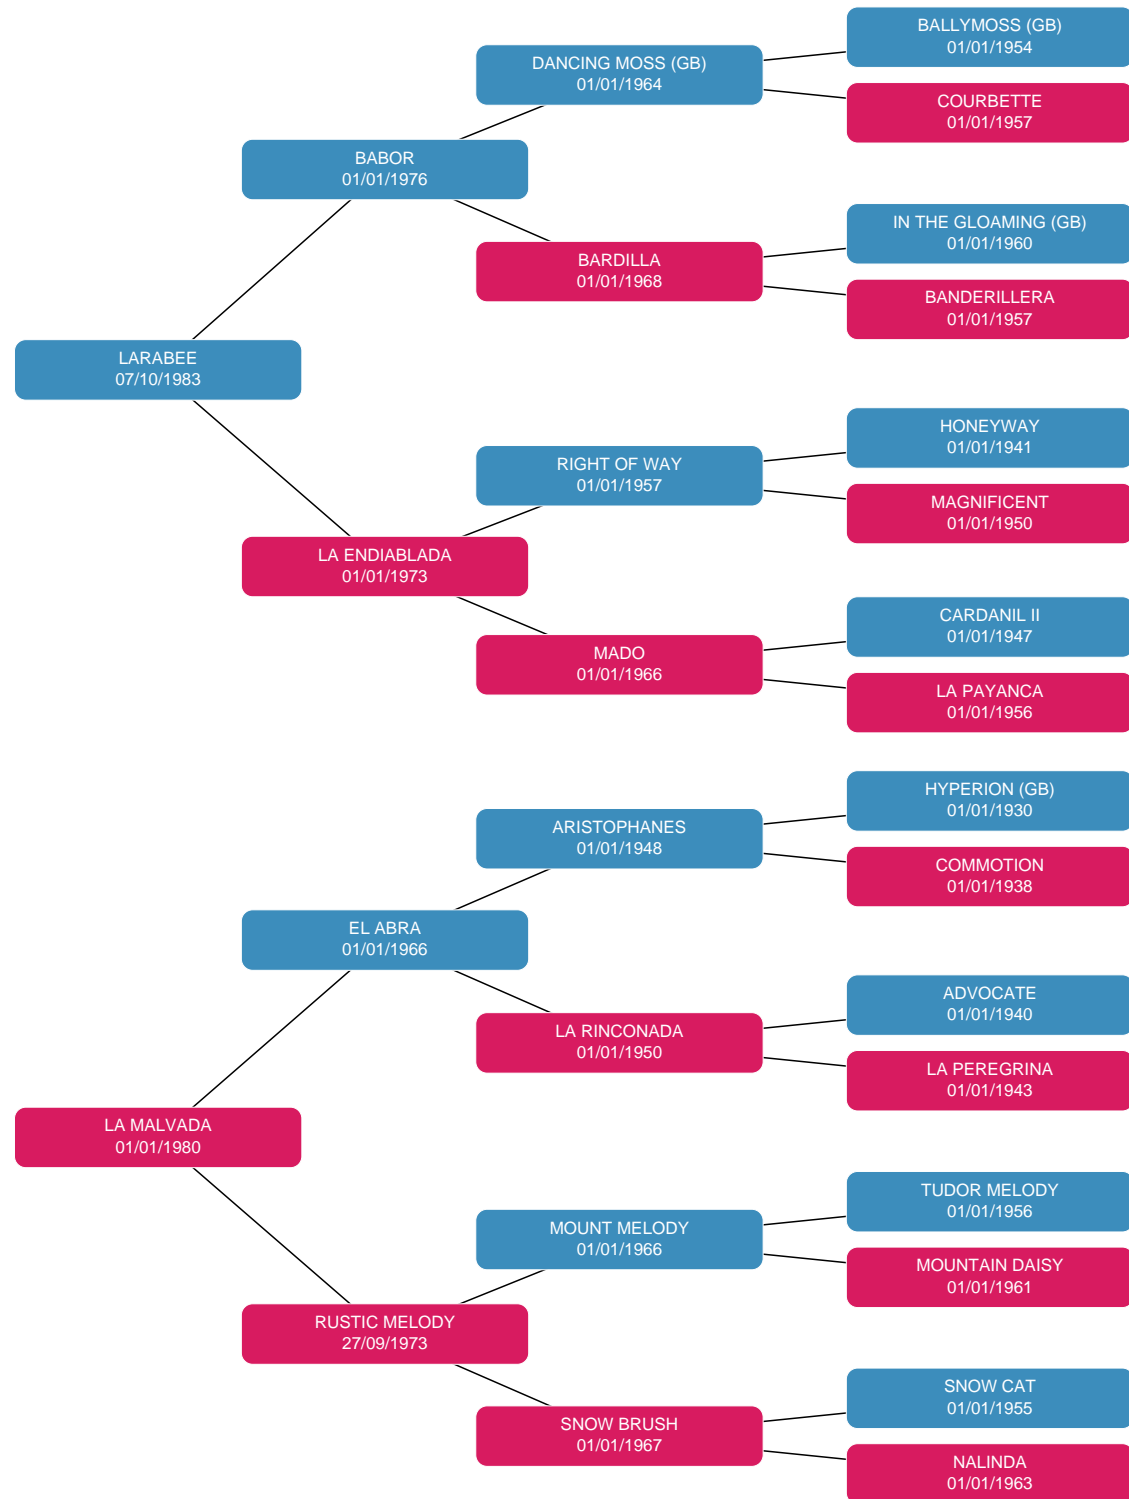 BALLYMOSS (GB)
01/01/1954
DANCING MOSS (GB)
01/01/1964
COURBETTE
01/01/1957
BABOR
01/01/1976
IN THE GLOAMING (GB)
01/01/1960
BARDILLA
01/01/1968
BANDERILLERA
01/01/1957
LARABEE
07/10/1983
HONEYWAY
01/01/1941
RIGHT OF WAY
01/01/1957
MAGNIFICENT
01/01/1950
LA ENDIABLADA
01/01/1973
CARDANIL II
01/01/1947
MADO
01/01/1966
LA PAYANCA
01/01/1956
HYPERION (GB)
01/01/1930
ARISTOPHANES
01/01/1948
COMMOTION
01/01/1938
EL ABRA
01/01/1966
ADVOCATE
01/01/1940
LA RINCONADA
01/01/1950
LA PEREGRINA
01/01/1943
LA MALVADA
01/01/1980
TUDOR MELODY
01/01/1956
MOUNT MELODY
01/01/1966
MOUNTAIN DAISY
01/01/1961
RUSTIC MELODY
27/09/1973
SNOW CAT
01/01/1955
SNOW BRUSH
01/01/1967
NALINDA
01/01/1963